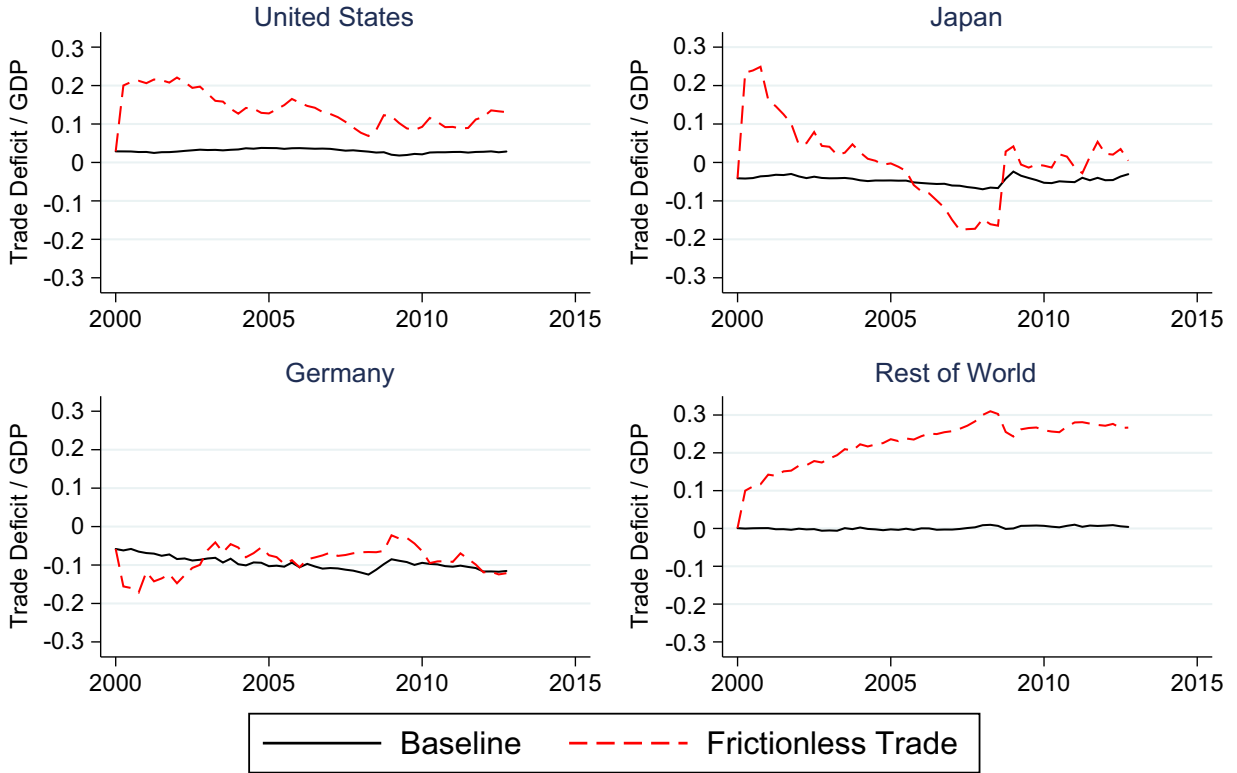 United States
Trade Deficit / GDP
0.3
0.2
0.1
0
-0.1
-0.2
-0.3
2000 2005 2010 2015
Japan
Trade Deficit / GDP
0.3
0.2
0.1
0
-0.1
-0.2
-0.3
2000 2005 2010 2015
Germany
Trade Deficit / GDP
0.3
0.2
0.1
0
-0.1
-0.2
-0.3
2000 2005 2010 2015
Rest of World
Trade Deficit / GDP
0.3
0.2
0.1
0
-0.1
-0.2
-0.3
2000 2005 2010 2015
Baseline Frictionless Trade